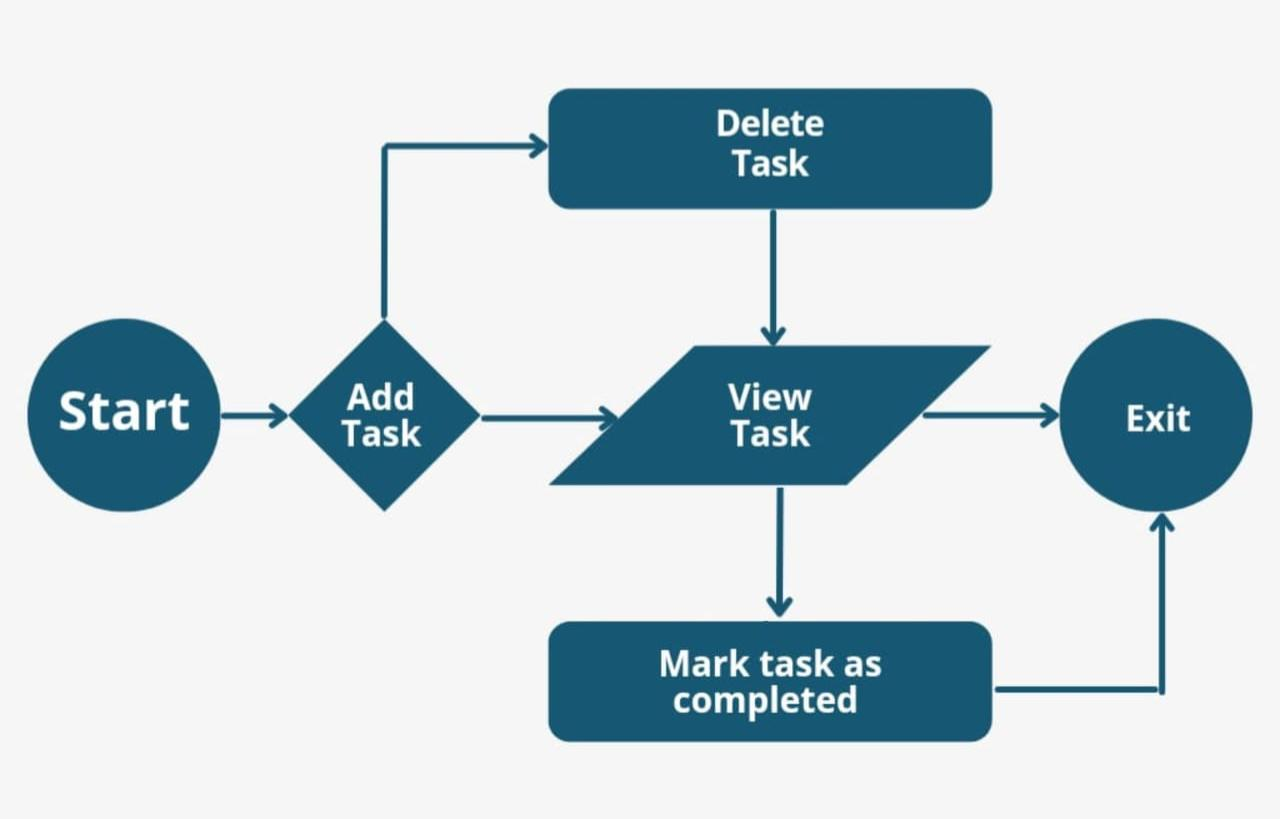 Delete
Task
Start
Add
Task
View
Task
Exit
Mark task as
completed